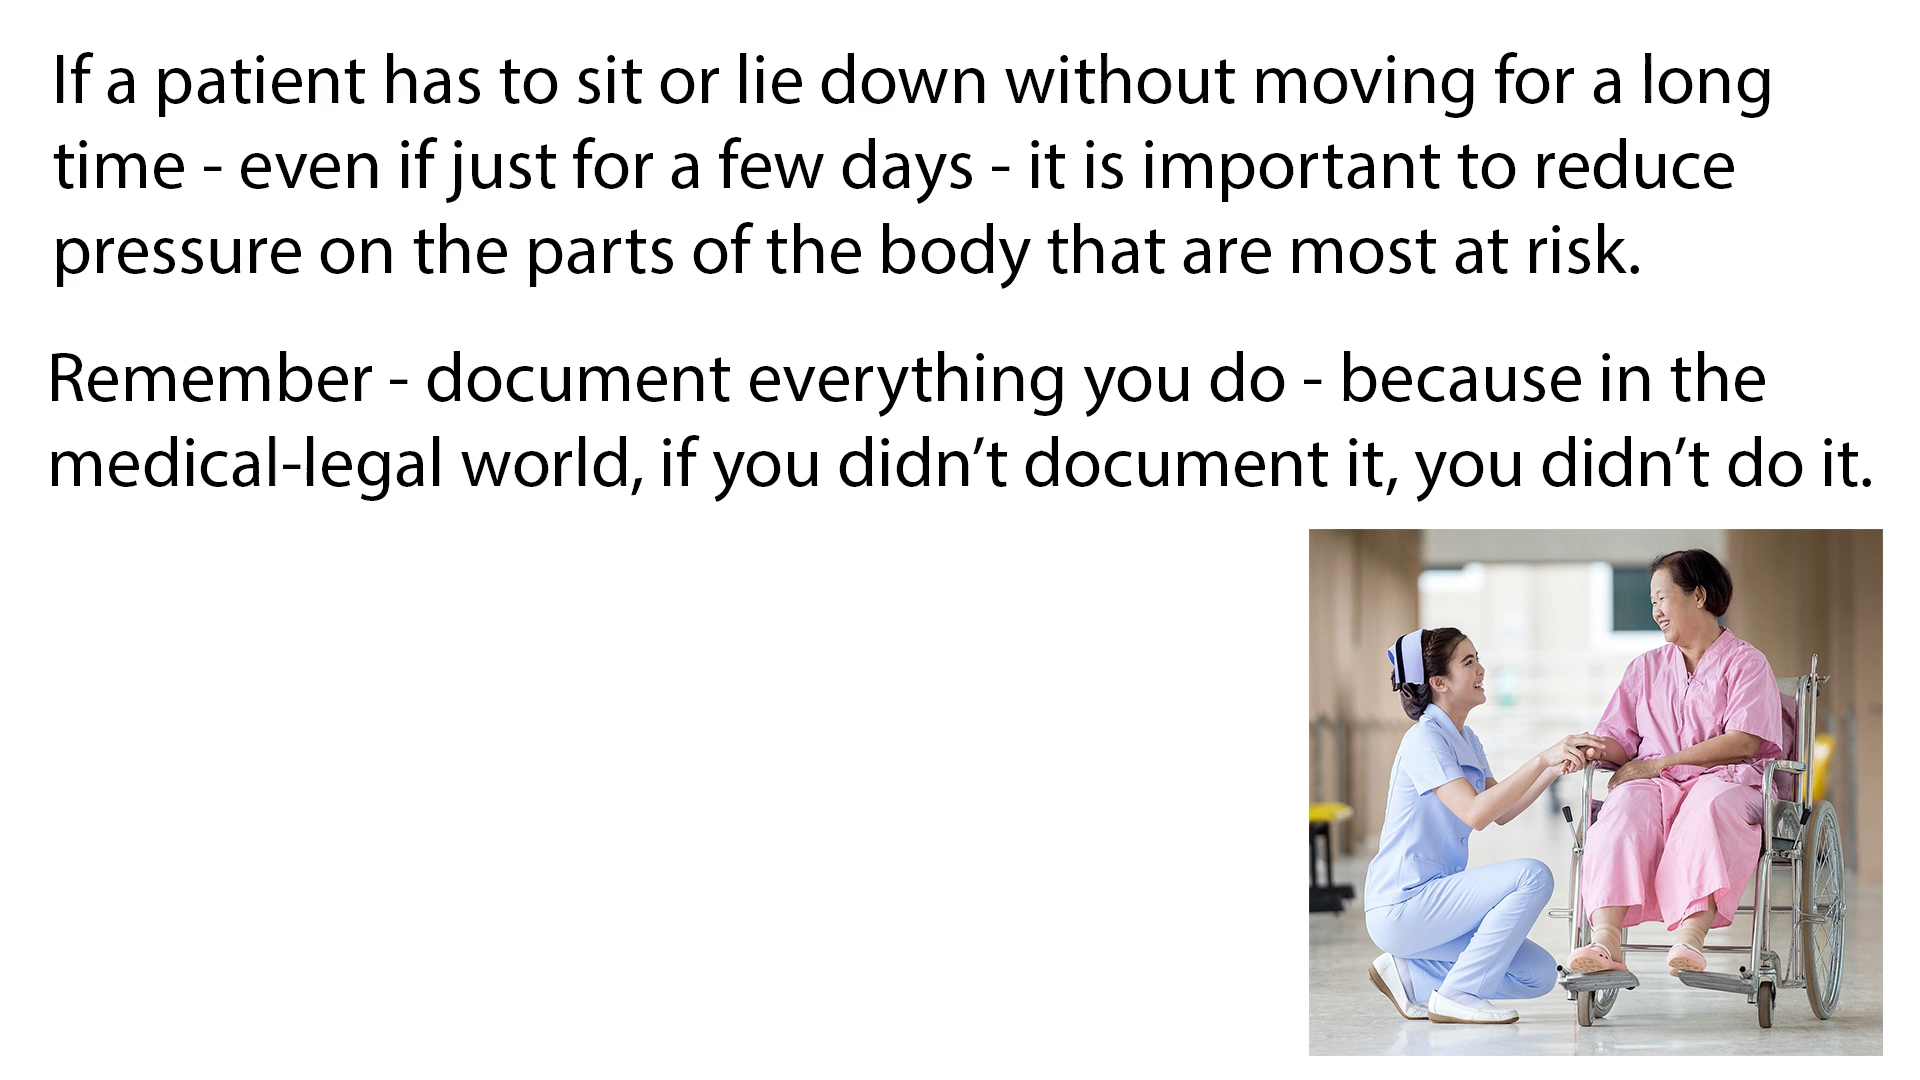 If a patient has to sit or lie down without moving for a long
time - even if just for a few days - it is important to reduce
pressure on the parts of the body that are most at risk.
Remember - document everything you do - because in the
medical-legal world, if you didn’t document it, you didn’t do it.